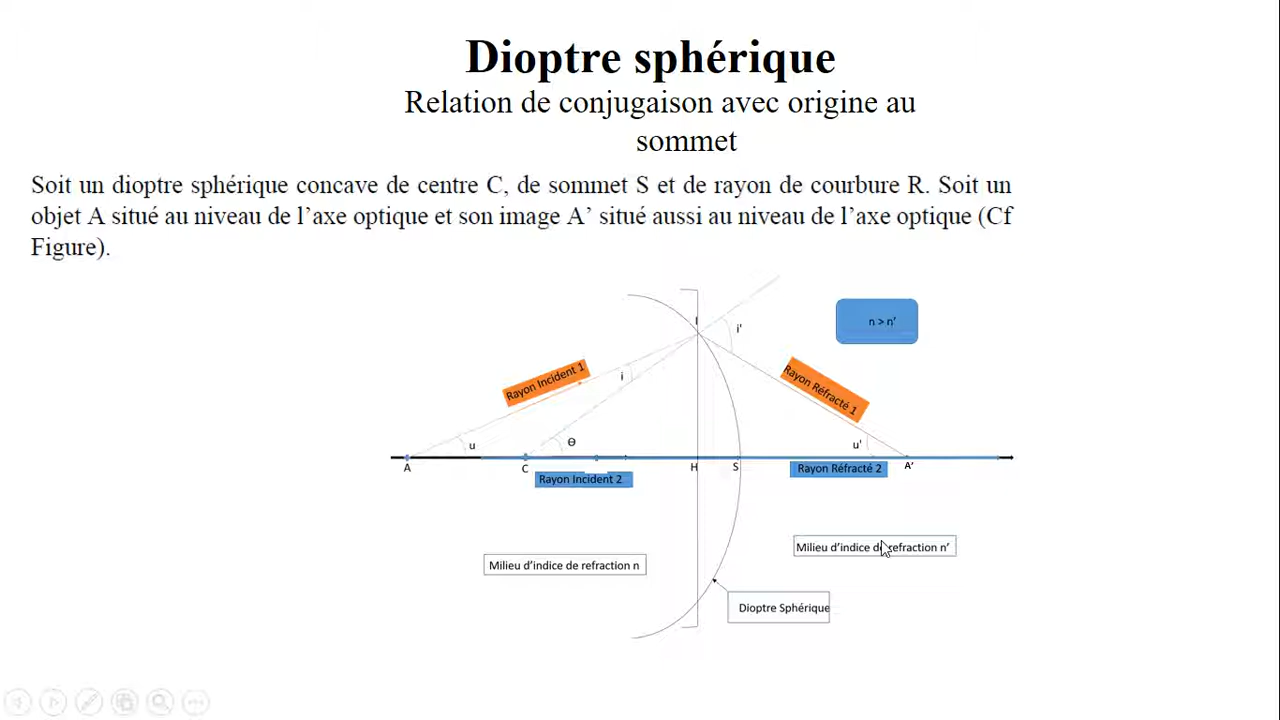 Dioptre sphérique
Relation de conjugaison avec origine au
sommet
Soit un dioptre sphérique concave de centre C, de sommet S et de rayon de courbure R. Soit un
objet A situé au niveau de l’axe optique et son image A’ situé aussi au niveau de l’axe optique (Cf
Figure).
I
i'
n > n’
Rayon Incident 1
i
Rayon Réfracté 1
u
Θ
u'
A
C
H
S
A’
Rayon Incident 2
Rayon Réfracté 2
Milieu d’indice de refraction n’
Milieu d’indice de refraction n
Dioptre Sphérique